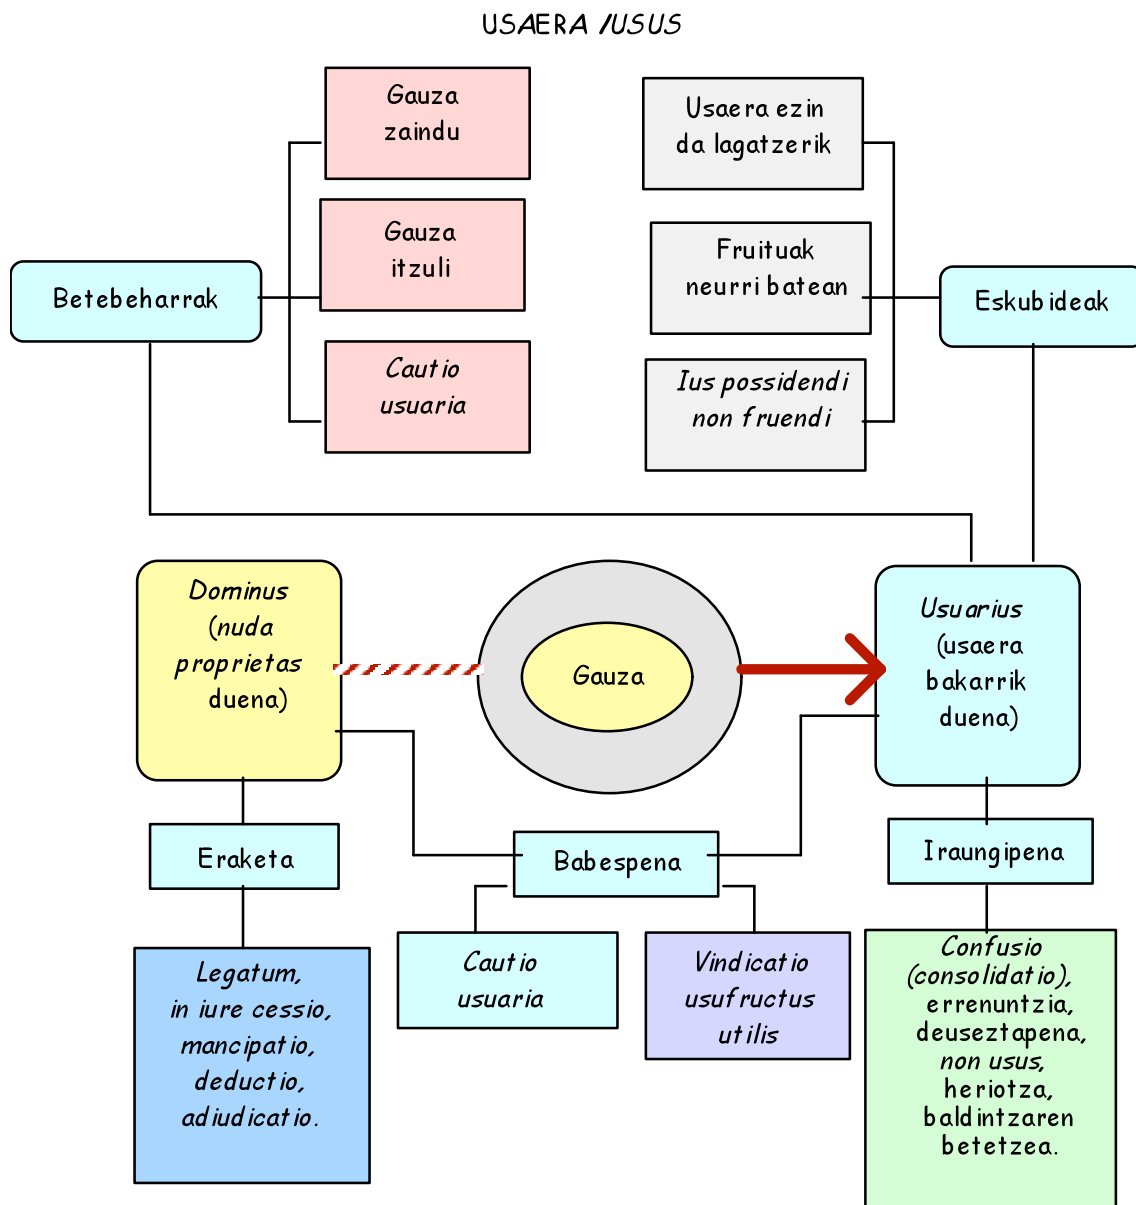 USAERA /USUS
Gauza
zaindu
Gauza
itzuli
Cautio
usuaria
Betebeharrak
Usaera ezin
da lagatzerik
Fruituak
neurri batean
Ius possidendi
non fruendi
Eskubideak
Dominus
(nuda
proprietas
duena)
Gauza
Usuarius
(usaera
bakarrik
duena)
Eraketa
Babespena
Iraungipena
Legatum,
in iure cessio,
mancipatio,
deductio,
adiudicatio.
Cautio
usuaria
Vindicatio
usufructus
utilis
Confusio
(consolidatio),
errenuntzia,
deuseztapena,
non usus,
heriotza,
baldintzaren
betetzea.